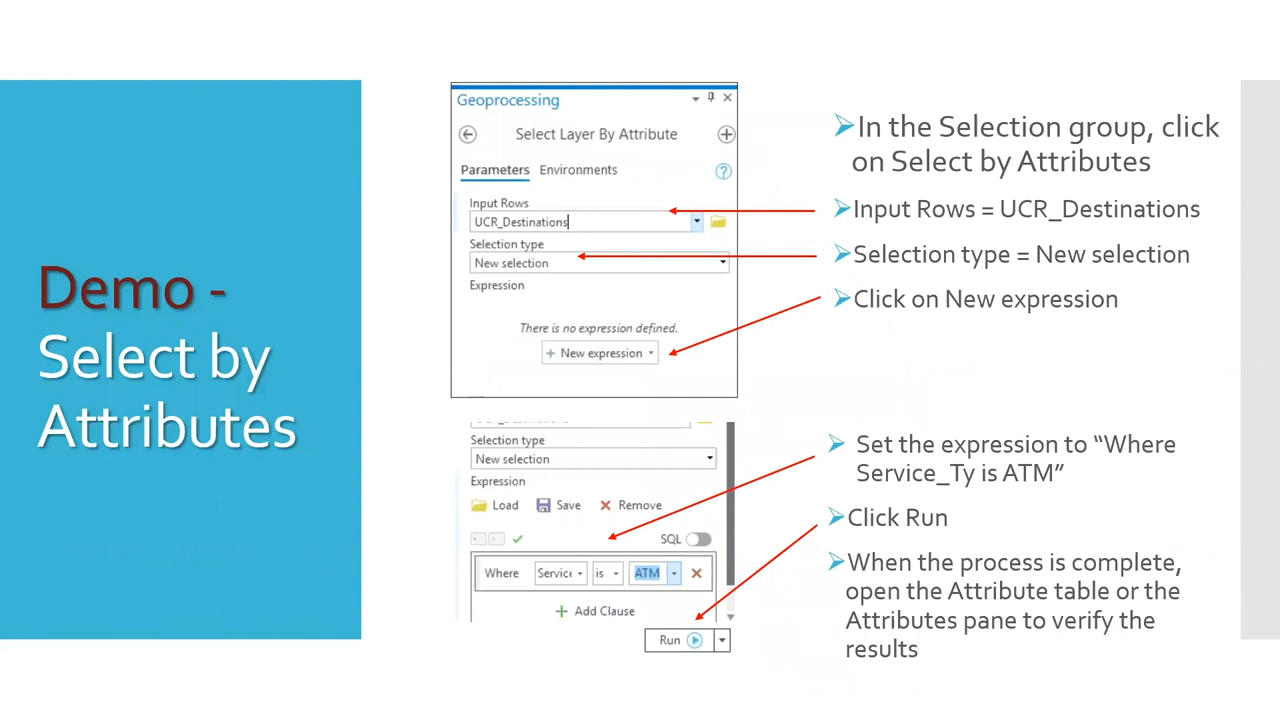 Demo -
Select by
Attributes
Geoprocessing
Select Layer By Attribute
Parameters Environments
Input Rows
UCR_Destinations
Selection type
New selection
Expression
There is no expression defined.
New expression
Selection type
New selection
Expression
Load Save Remove
SQL
Where Servic is ATM
Add Clause
Run
In the Selection group, click
on Select by Attributes
Input Rows = UCR_Destinations
Selection type = New selection
Click on New expression
Set the expression to “Where
Service_Ty is ATM”
Click Run
When the process is complete,
open the Attribute table or the
Attributes pane to verify the
results